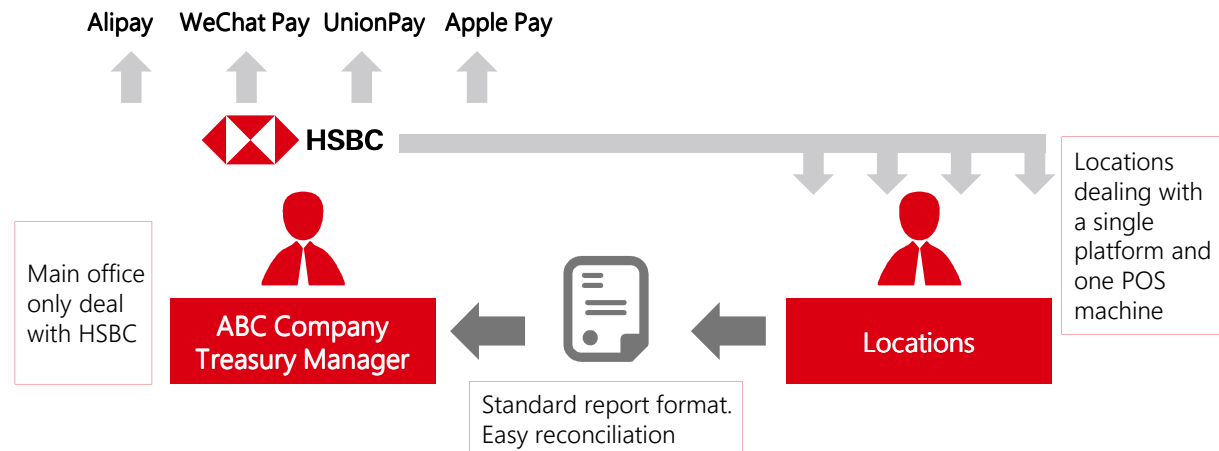 Alipay WeChat Pay UnionPay Apple Pay
HSBC
Locations
dealing with
a single
platform and
one POS
machine
Main office
only deal
with HSBC
ABC Company
Treasury Manager
Locations
Standard report format.
Easy reconciliation